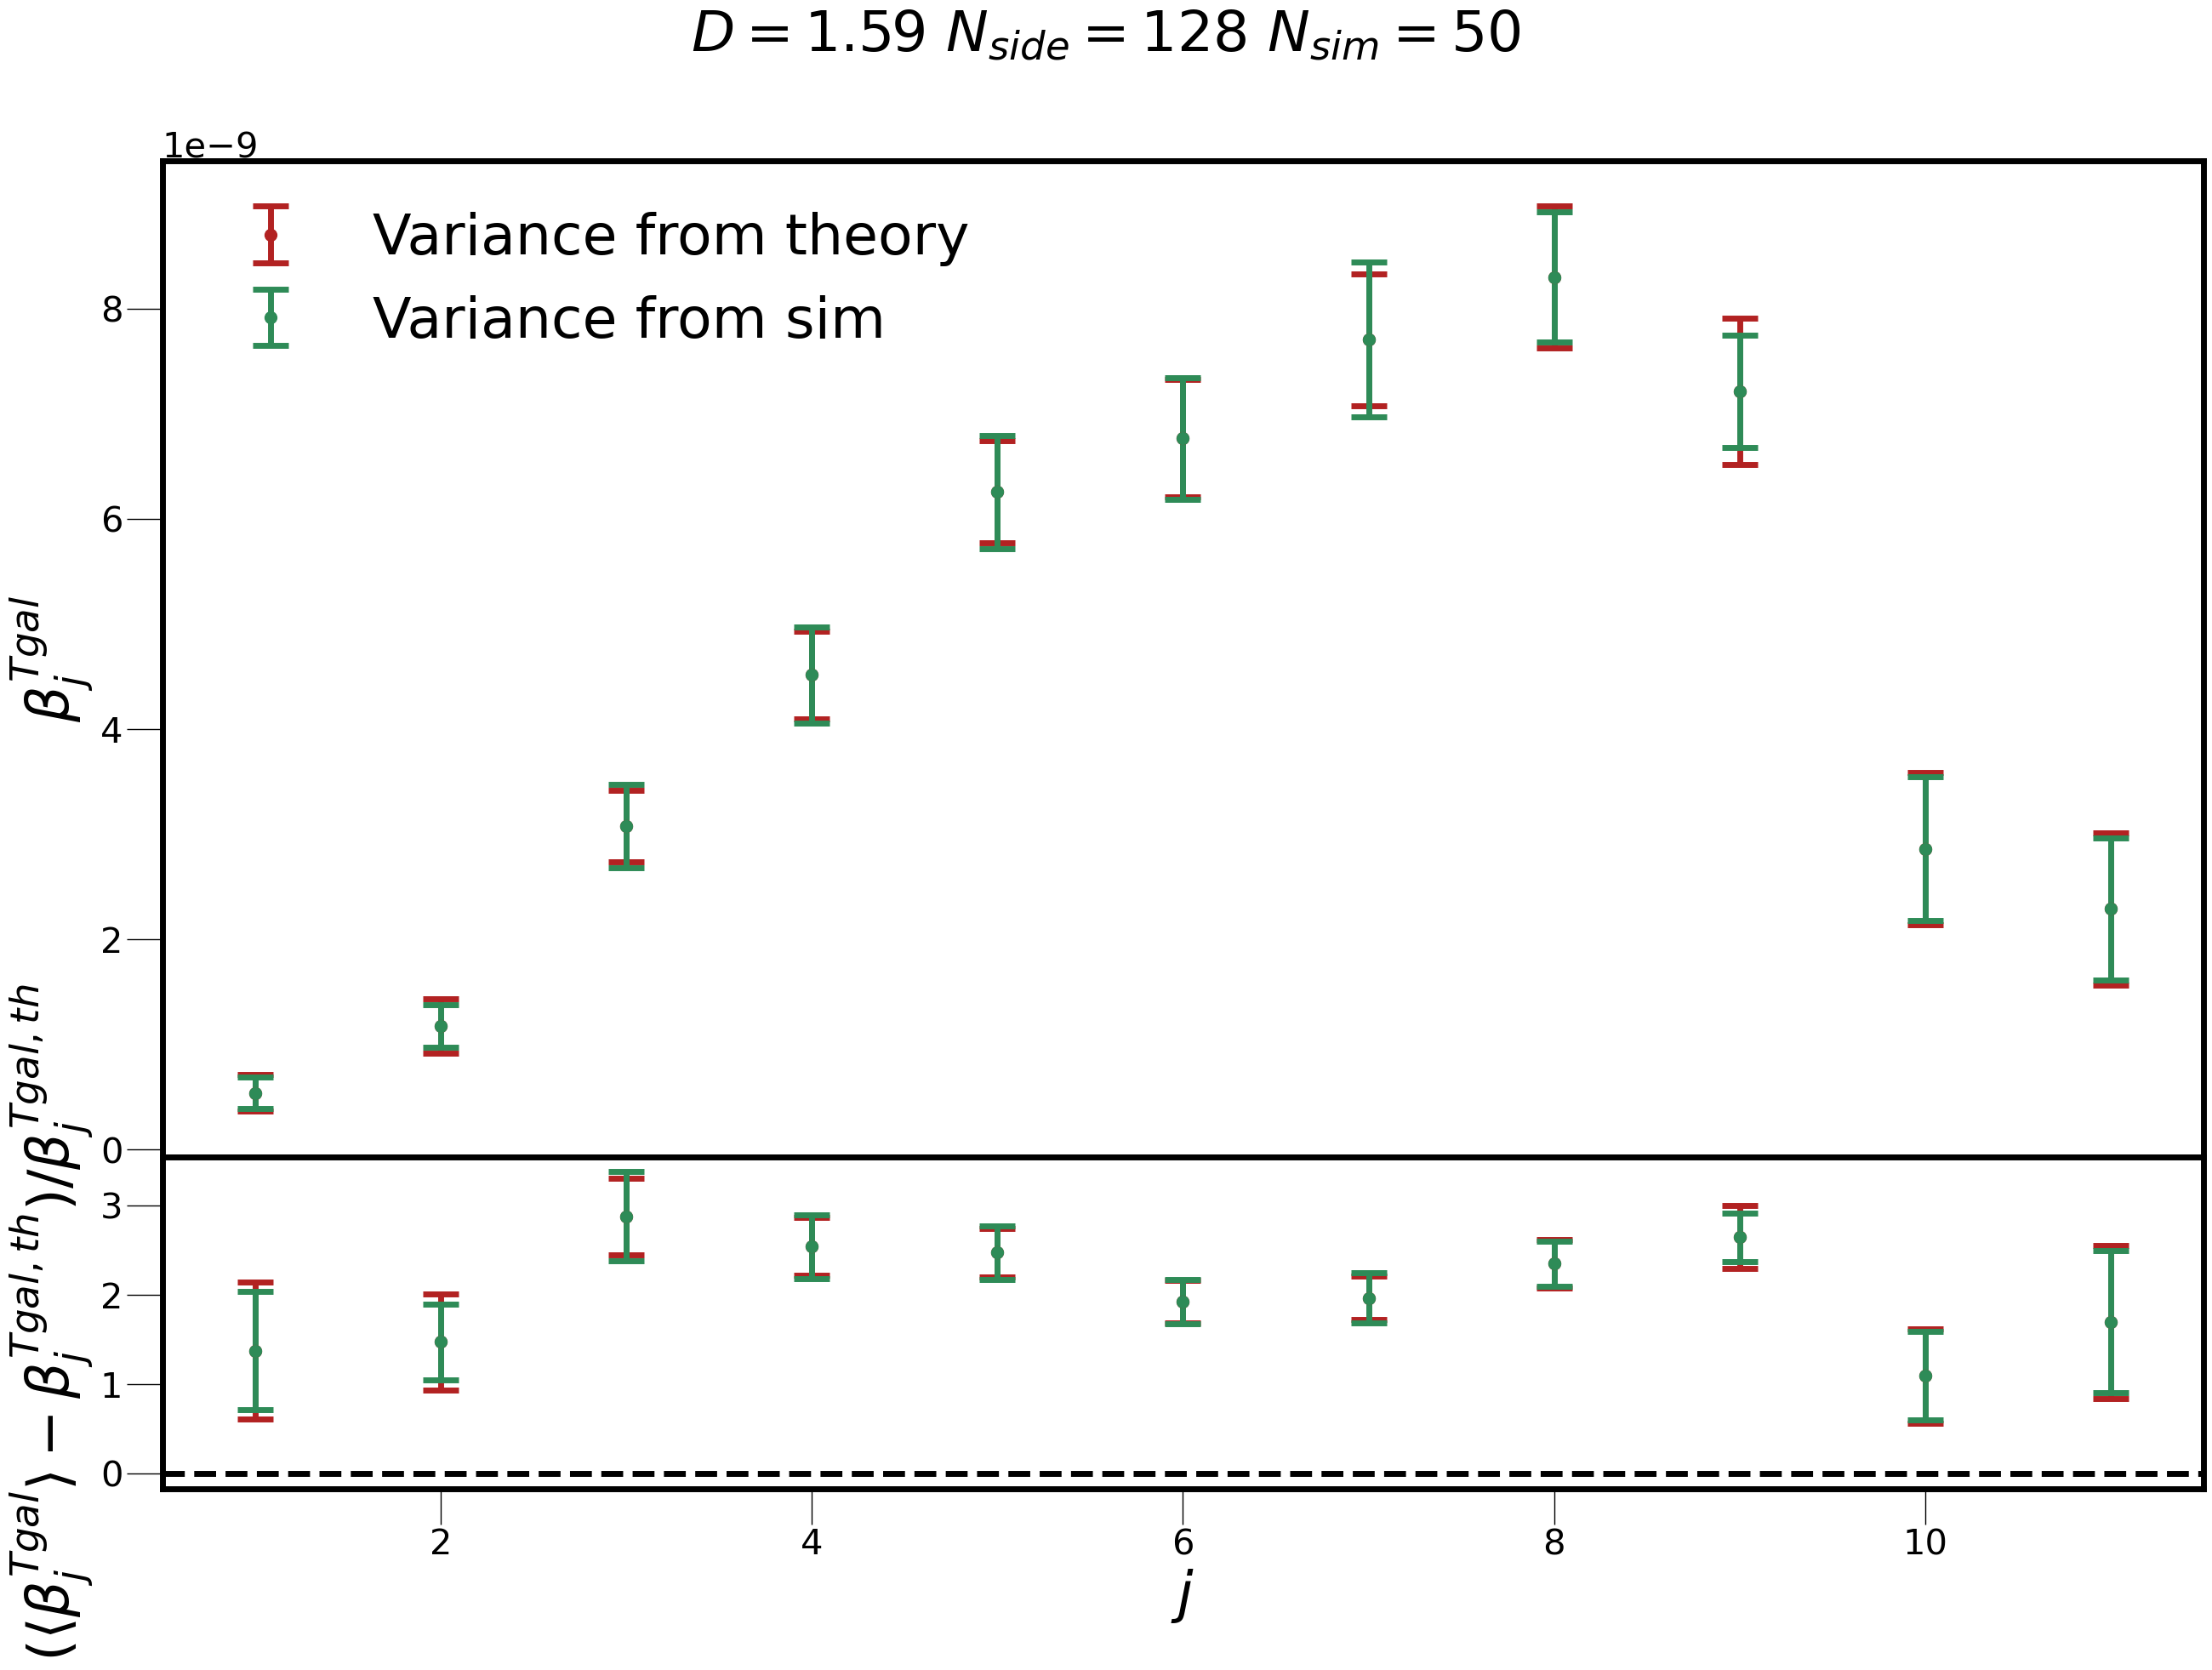 D = 1.59 N_side = 128 N_sim = 50
1e−9
Variance from theory
Variance from sim
8
6
4
2
0
β_j^{Tgal}
3
2
1
0
(⟨β_j^{Tgal}⟩ − β_j^{Tgal, th})/β_j^{Tgal, th}
2 4 6 8 10
j